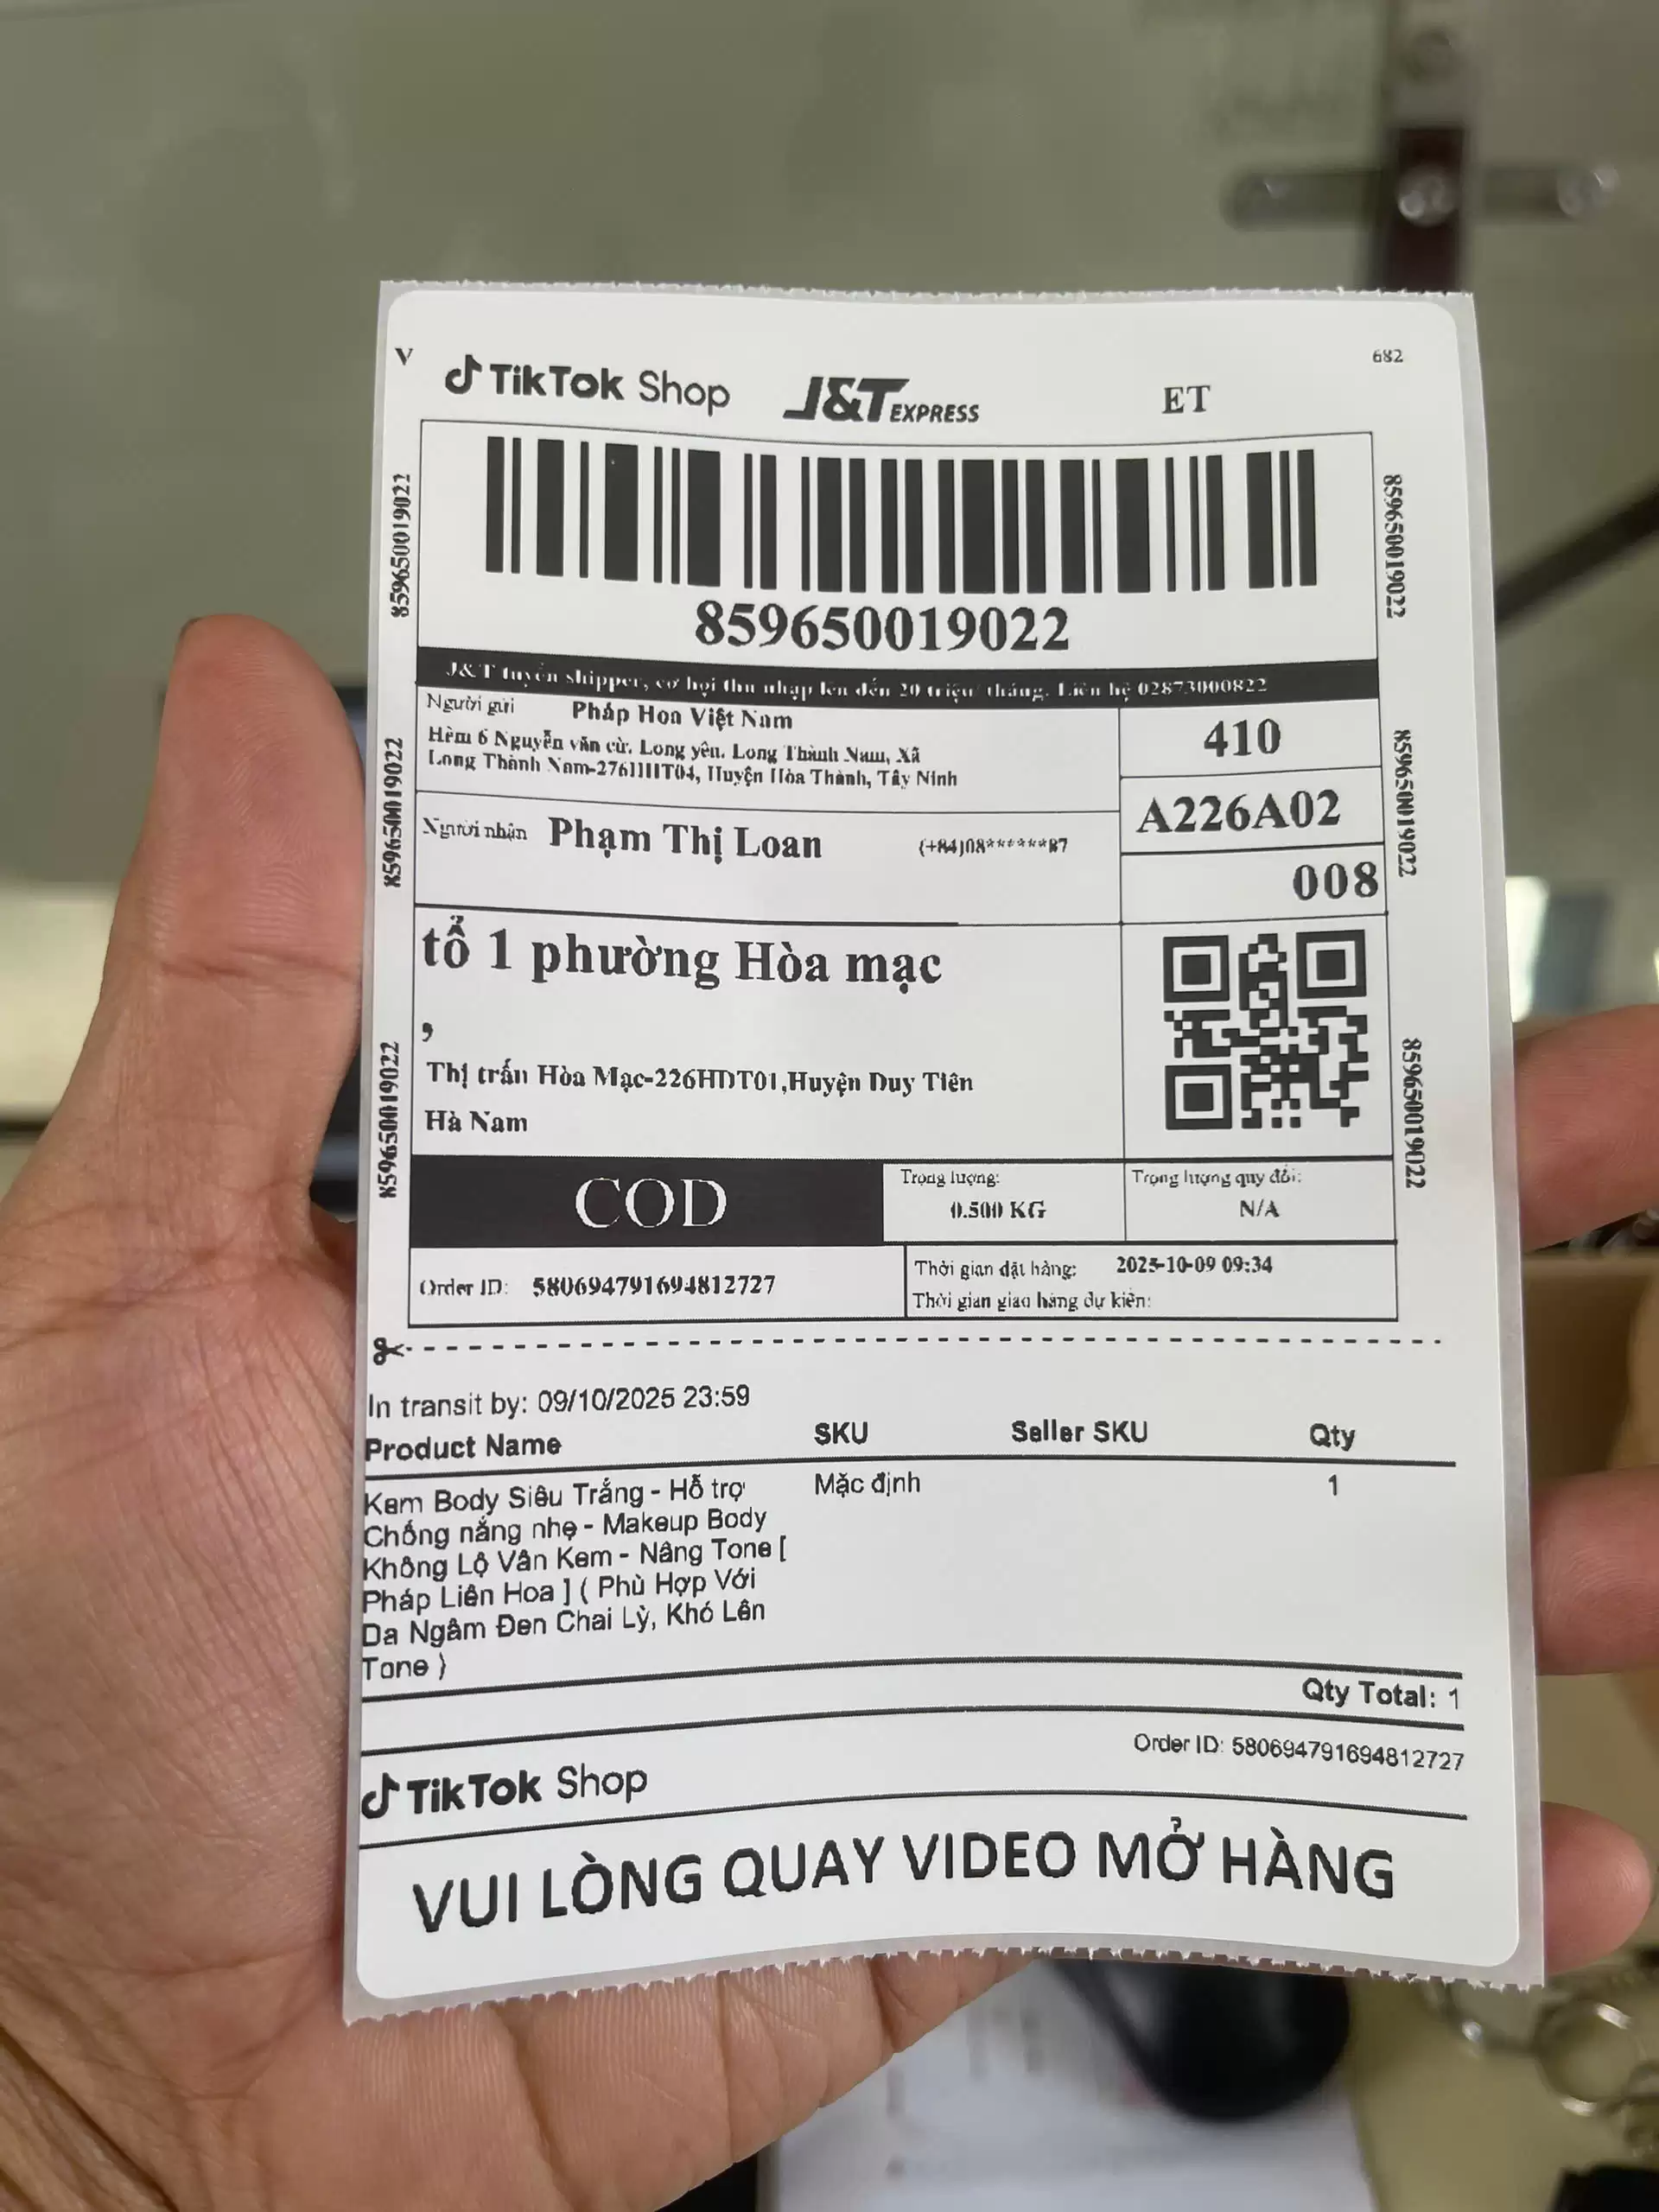 V
TikTok Shop
J&T EXPRESS
ET
682
859650019022
859650019022
859650019022
859650019022
859650019022
859650019022
859650019022
J&T tuyển shipper, cơ hội thu nhập lên đến 20 triệu/ tháng. Liên hệ 02873000822
Người gửi Pháp Hoa Việt Nam
Hẻm 6 Nguyễn văn cừ. Long yên. Long Thành Nam, Xã
Long Thành Nam-276HHT04, Huyện Hòa Thành, Tây Ninh
410
A226A02
008
Người nhận Phạm Thị Loan (+84)08******87
tổ 1 phường Hòa mạc
,
Thị trấn Hòa Mạc-226HDT01,Huyện Duy Tiên
Hà Nam
COD
Trọng lượng:
0.500 KG
Trọng lượng quy đổi:
N/A
Order ID: 580694791694812727
Thời gian đặt hàng: 2025-10-09 09:34
Thời gian giao hàng dự kiến:
In transit by: 09/10/2025 23:59
Product Name SKU Seller SKU Qty
Kem Body Siêu Trắng - Hỗ trợ Mặc định 1
Chống nắng nhẹ - Makeup Body
Không Lộ Vân Kem - Nâng Tone [
Pháp Liên Hoa ] ( Phù Hợp Với
Da Ngâm Đen Chai Lỳ, Khó Lên
Tone )
Qty Total: 1
Order ID: 580694791694812727
TikTok Shop
VUI LÒNG QUAY VIDEO MỞ HÀNG